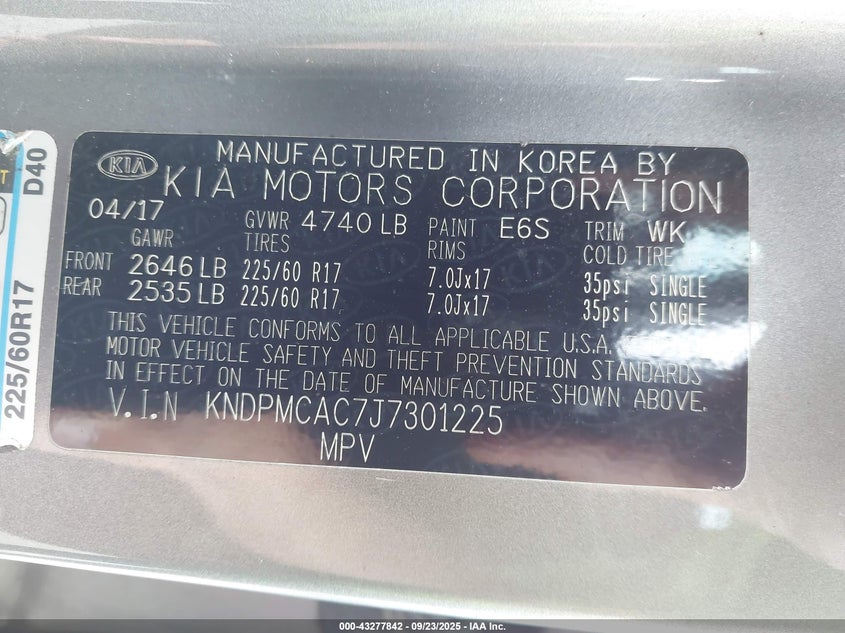 MANUFACTURED IN KOREA BY
KIA KIA MOTORS CORPORATION
04/17 GVWR 4740 LB PAINT E6S TRIM WK
GAWR TIRES RIMS COLD TIRE
FRONT 2646 LB 225/60 R17 7.0Jx17 35psi SINGLE
REAR 2535 LB 225/60 R17 7.0Jx17 35psi SINGLE
THIS VEHICLE CONFORMS TO ALL APPLICABLE U.S.A.
MOTOR VEHICLE SAFETY AND THEFT PREVENTION STANDARDS
IN EFFECT ON THE DATE OF MANUFACTURE SHOWN ABOVE.
V.I.N KNDPMCAC7J7301225
MPV
225/60R17 D40
000-43277842 - 09/23/2025 - IAA Inc.